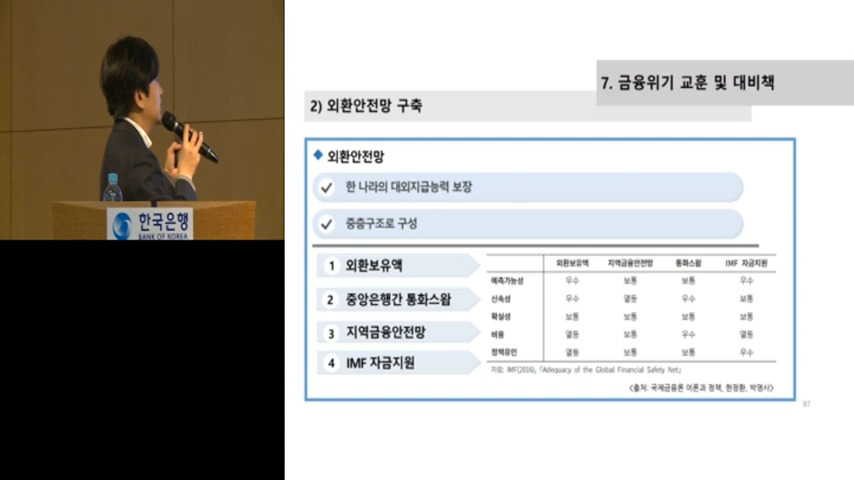 7. 금융위기 교훈 및 대비책
2) 외환안전망 구축
외환안전망
한 나라의 대외지급능력 보장
중층구조로 구성
1 외환보유액
2 중앙은행간 통화스왑
3 지역금융안전망
4 IMF 자금지원
외환보유액 지역금융안전망 통화스왑 IMF 자금지원
예측가능성 우수 보통 보통 우수
신속성 우수 열등 우수 보통
확실성 보통 보통 보통 보통
비용 열등 보통 우수 열등
정책유인 열등 보통 보통 우수
자료: IMF(2016), 「Adequacy of the Global Financial Safety Net」
<출처: 국제금융론 이론과 정책, 현정환, 박영사>
97
한국은행
BANK OF KOREA